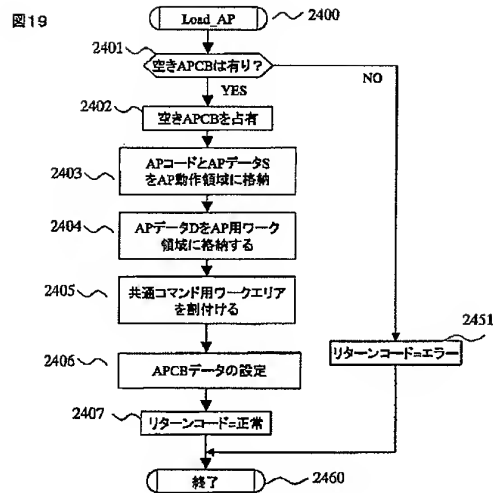 図19
Load_AP
2400
2401
空きAPCBは有り？
NO
YES
2402
空きAPCBを占有
2403
APコードとAPデータS
をAP動作領域に格納
2404
APデータDをAP用ワーク
領域に格納する
2405
共通コマンド用ワークエリア
を割付ける
2451
リターンコード=エラー
2406
APCBデータの設定
2407
リターンコード=正常
終了
2460